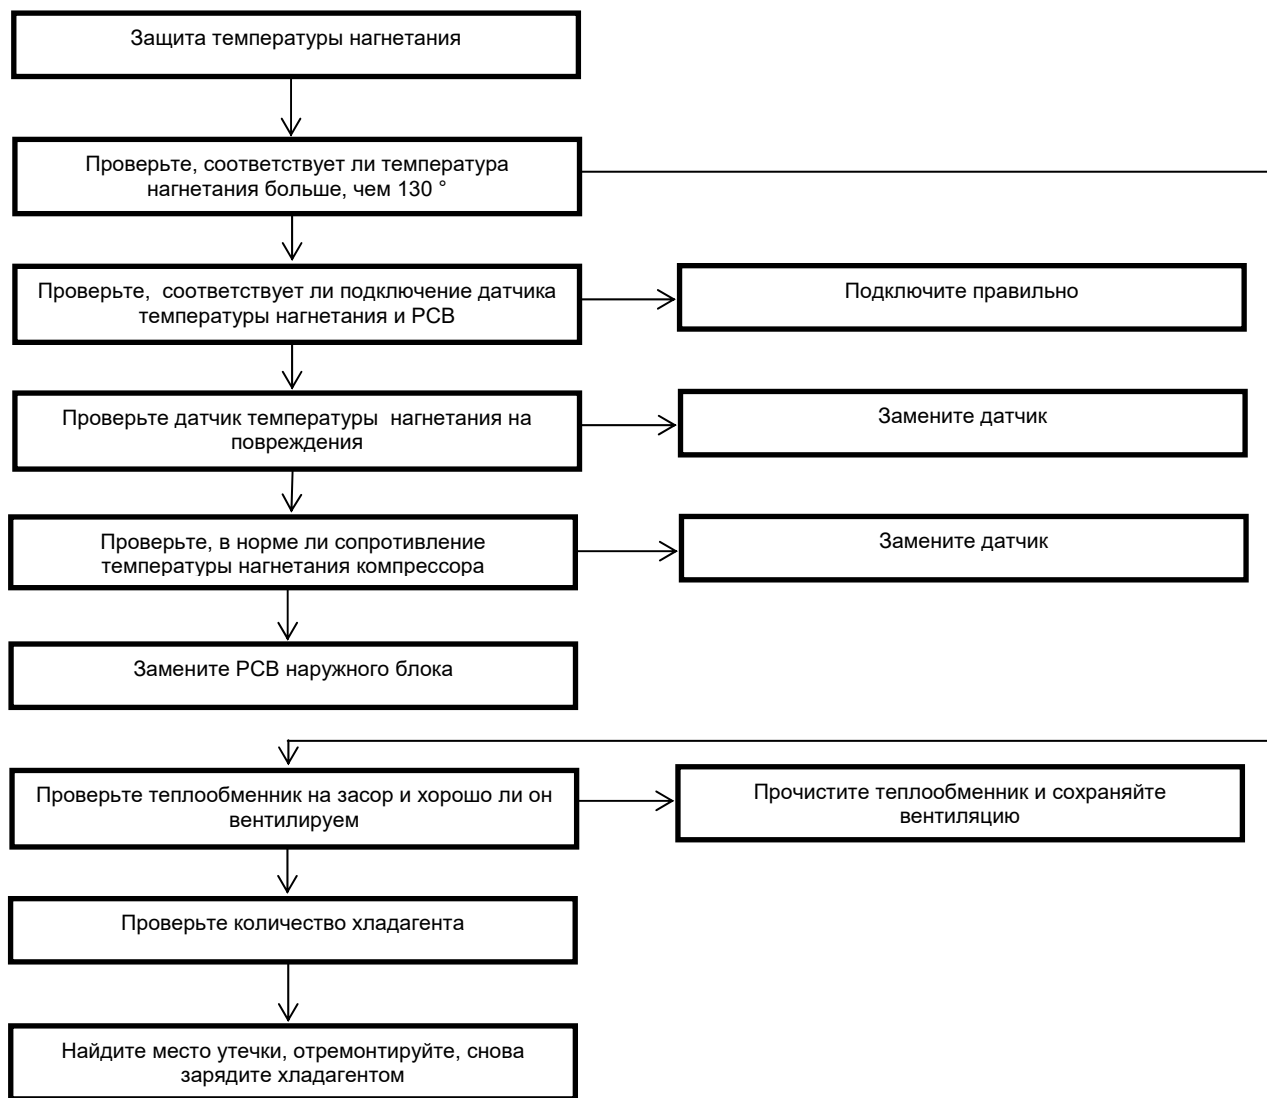 Защита температуры нагнетания
Проверьте, соответствует ли температура
нагнетания больше, чем 130 °
Проверьте,  соответствует ли подключение датчика
температуры нагнетания и PCB
Подключите правильно
Проверьте датчик температуры  нагнетания на
повреждения
Замените датчик
Проверьте, в норме ли сопротивление
температуры нагнетания компрессора
Замените датчик
Замените PCB наружного блока
Проверьте теплообменник на засор и хорошо ли он
вентилируем
Прочистите теплообменник и сохраняйте
вентиляцию
Проверьте количество хладагента
Найдите место утечки, отремонтируйте, снова
зарядите хладагентом